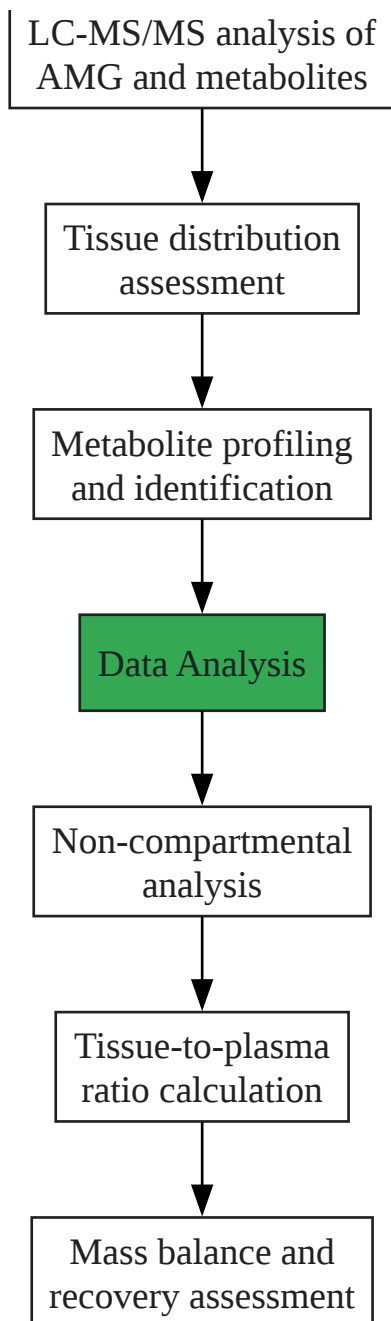 LC-MS/MS analysis of
AMG and metabolites
Tissue distribution
assessment
Metabolite profiling
and identification
Data Analysis
Non-compartmental
analysis
Tissue-to-plasma
ratio calculation
Mass balance and
recovery assessment